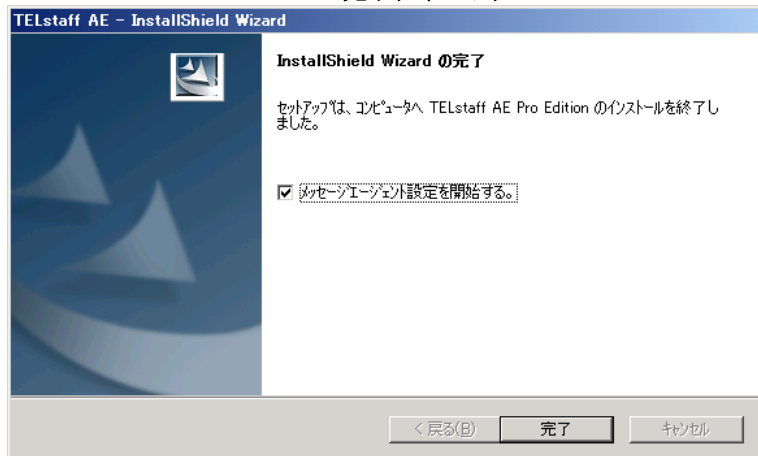 TELstaff AE - InstallShield Wizard
InstallShield Wizard の完了
セットアップは、コンピュータへ TELstaff AE Pro Edition のインストールを終了し
ました。
メッセージエージェント設定を開始する。
< 戻る(B)
完了
キャンセル